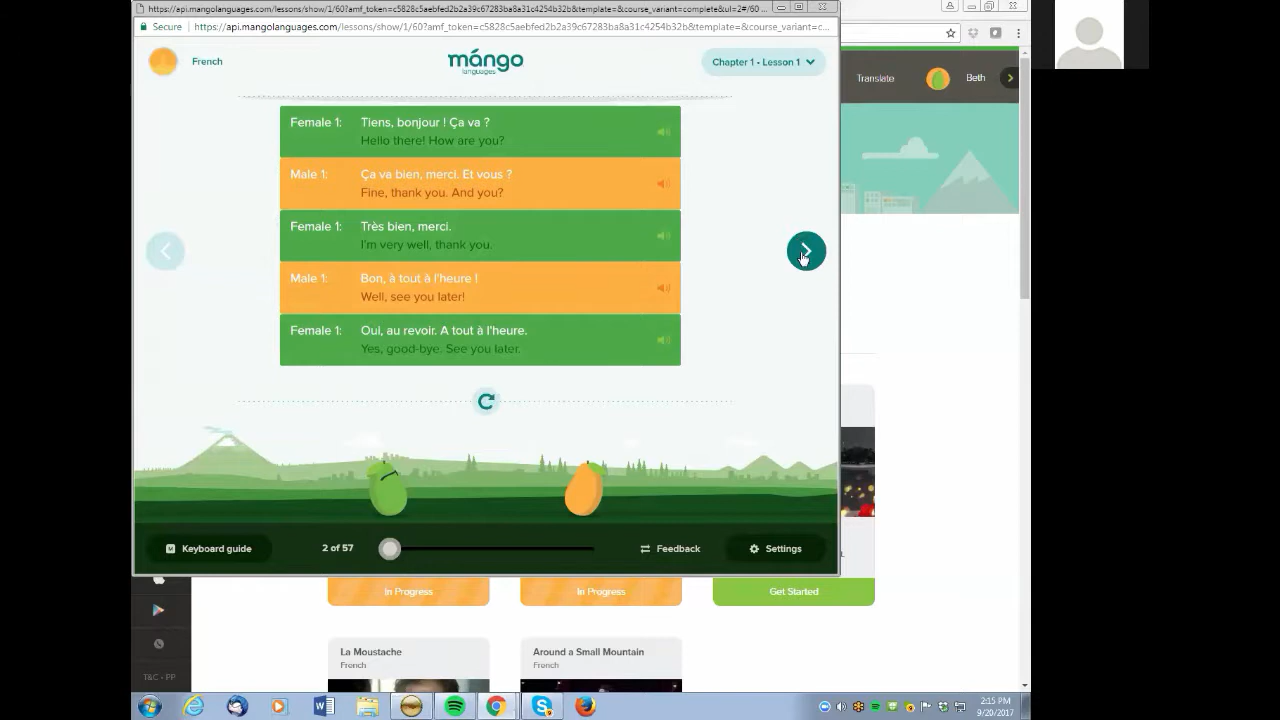 https://api.mangolanguages.com/lessons/show/1/60?amf_token=c5828c5aebfed2b2a39c67283ba8a31c4254b32b&template=&course_variant=complete&ul=2#/60 ...
Secure https://api.mangolanguages.com/lessons/show/1/60?amf_token=c5828c5aebfed2b2a39c67283ba8a31c4254b32b&template=&course_variant=c...
French
mángo
languages
Chapter 1 • Lesson 1
Translate
Beth
Female 1: Tiens, bonjour ! Ça va ?
Hello there! How are you?
Male 1: Ça va bien, merci. Et vous ?
Fine, thank you. And you?
Female 1: Très bien, merci.
I'm very well, thank you.
Male 1: Bon, à tout à l'heure !
Well, see you later!
Female 1: Oui, au revoir. A tout à l'heure.
Yes, good-bye. See you later.
Keyboard guide
2 of 57
Feedback
Settings
In Progress
In Progress
Get Started
La Moustache
French
Around a Small Mountain
French
T&C • PP
2:15 PM
9/20/2017